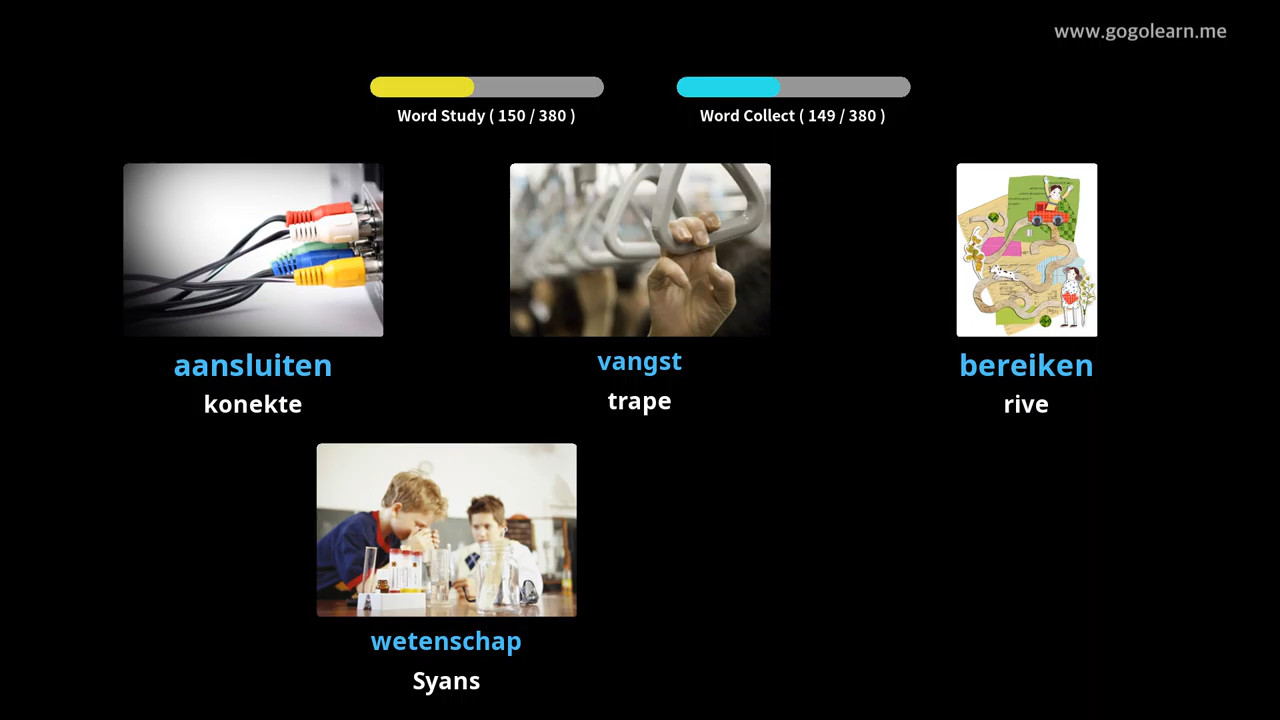 www.gogolearn.me
Word Study ( 150 / 380 )
Word Collect ( 149 / 380 )
aansluiten
konekte
vangst
trape
bereiken
rive
wetenschap
Syans